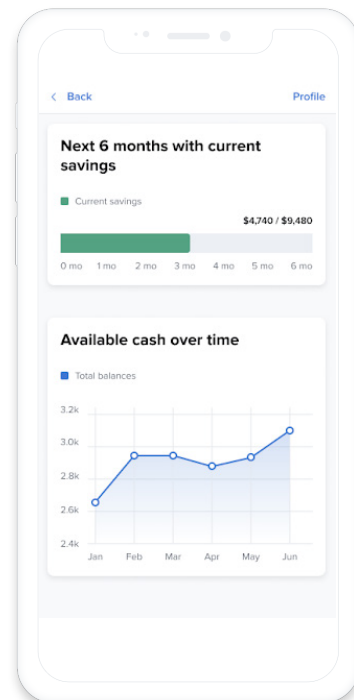 Back Profile
Next 6 months with current
savings
Current savings
$4,740 / $9,480
0 mo 1 mo 2 mo 3 mo 4 mo 5 mo 6 mo
Available cash over time
Total balances
3.2k
3.0k
2.8k
2.6k
2.4k
Jan Feb Mar Apr May Jun